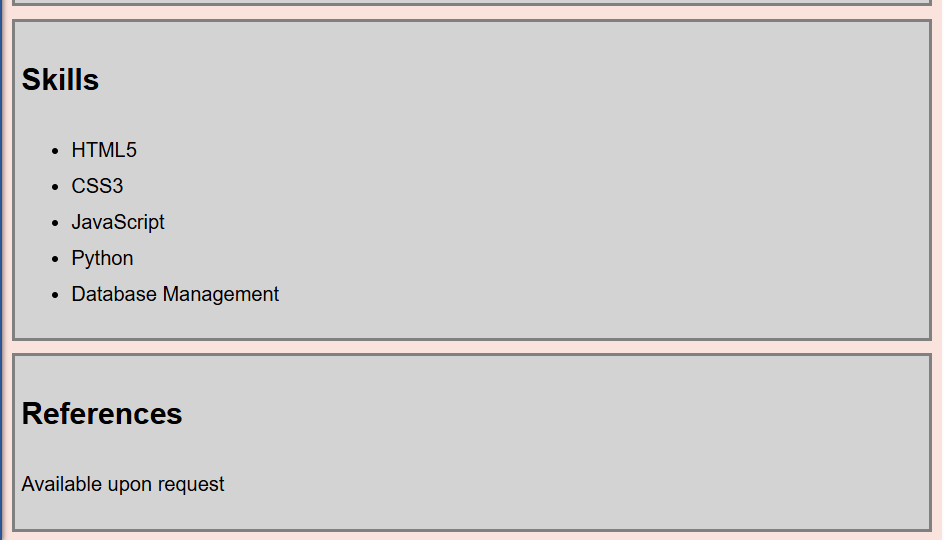 Skills
HTML5
CSS3
JavaScript
Python
Database Management
References
Available upon request